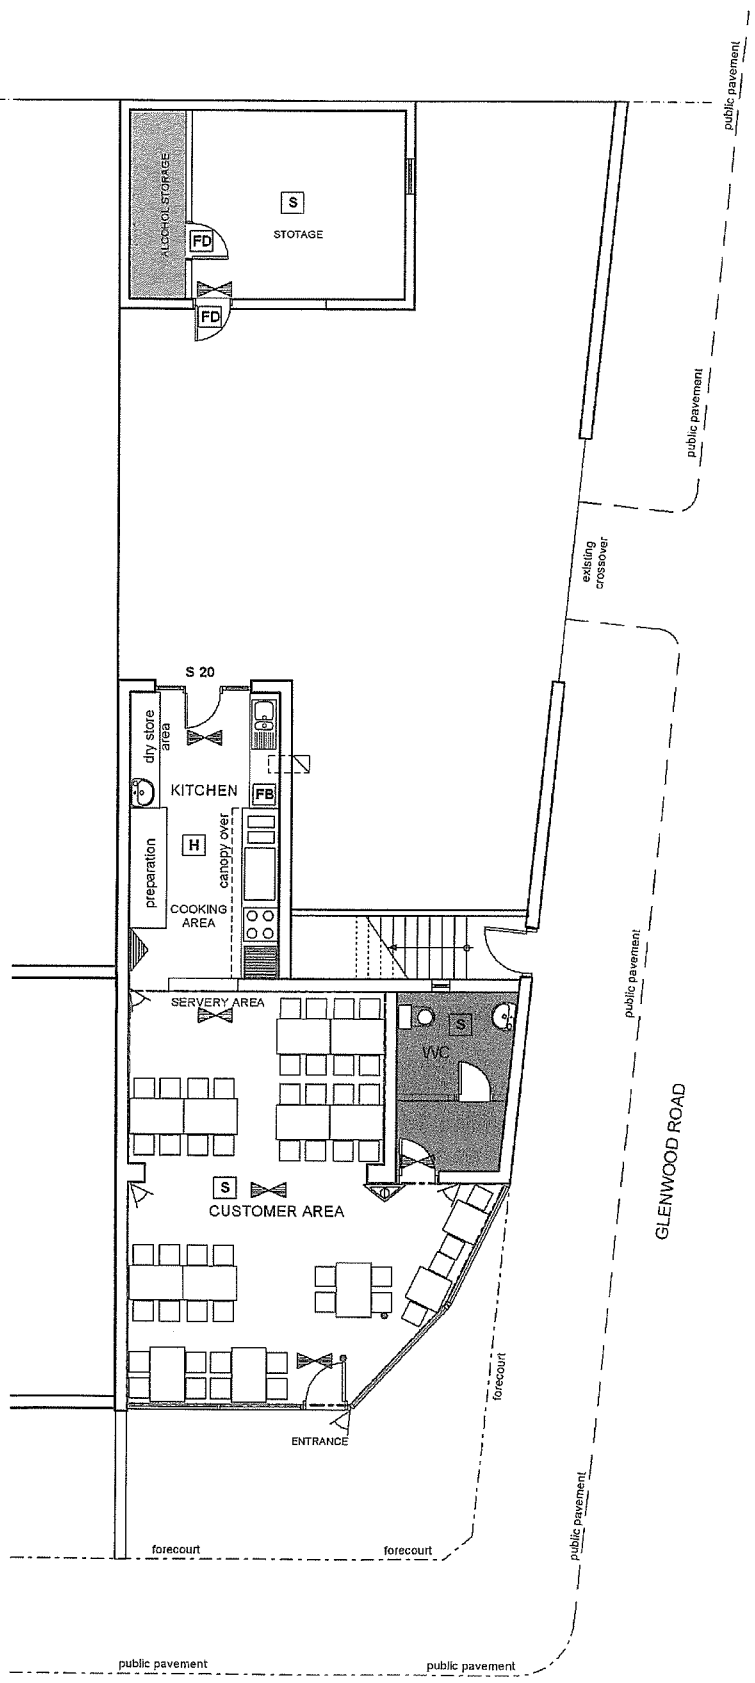 public pavement
ALCOHOL STORAGE
S
STOTAGE
FD
FD
public pavement
existing
crossover
S 20
dry store
area
KITCHEN
FB
H
canopy over
preparation
COOKING
AREA
public pavement
SERVERY AREA
S
WC
GLENWOOD ROAD
S
CUSTOMER AREA
forecourt
ENTRANCE
public pavement
forecourt
forecourt
public pavement
public pavement